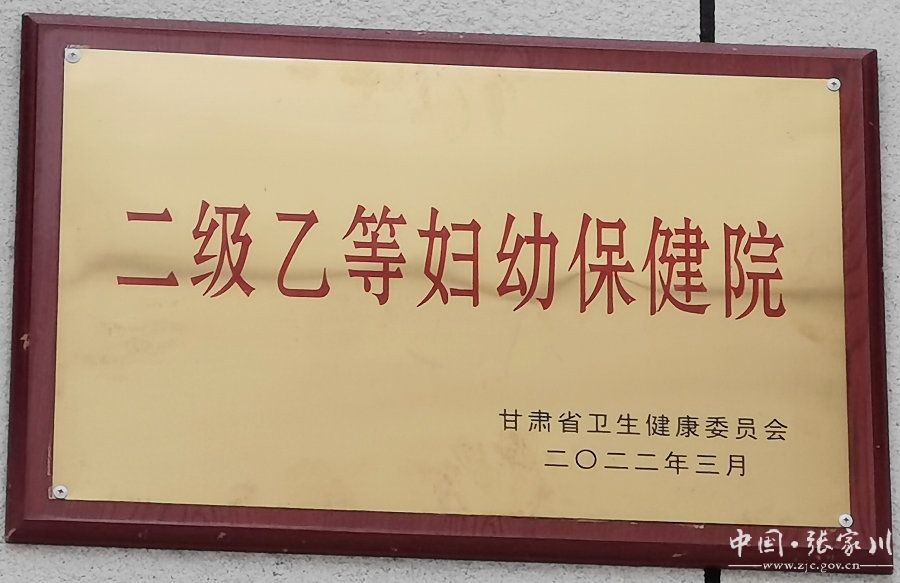 二级乙等妇幼保健院
甘肃省卫生健康委员会
二〇二二年三月
中国·张家川
www.zjc.gov.cn